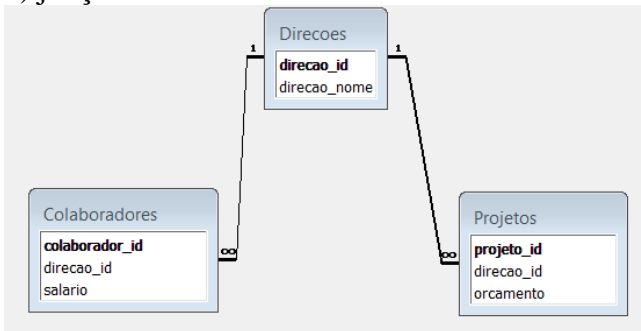 Direcoes
1
1
direcao_id
direcao_nome
Colaboradores
colaborador_id
direcao_id
salario
∞
Projetos
projeto_id
direcao_id
orcamento
∞